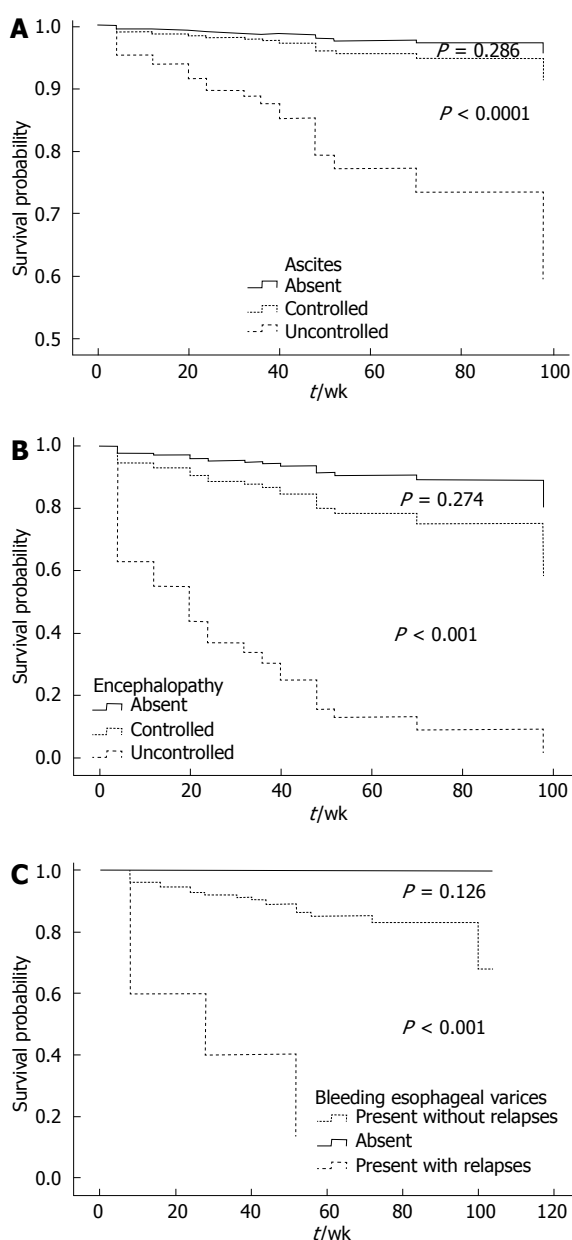 A
1.0
P = 0.286
0.9
P < 0.0001
0.8
0.7
0.6
0.5
Survival probability
Ascites
Absent
Controlled
Uncontrolled
0 20 40 60 80 100
t/wk
B
1.0
P = 0.274
0.8
0.6
P < 0.001
0.4
0.2
0.0
Survival probability
Encephalopathy
Absent
Controlled
Uncontrolled
0 20 40 60 80 100
t/wk
C
1.0
P = 0.126
0.8
0.6
P < 0.001
0.4
0.2
0.0
Survival probability
Bleeding esophageal varices
Present without relapses
Absent
Present with relapses
0 20 40 60 80 100 120
t/wk